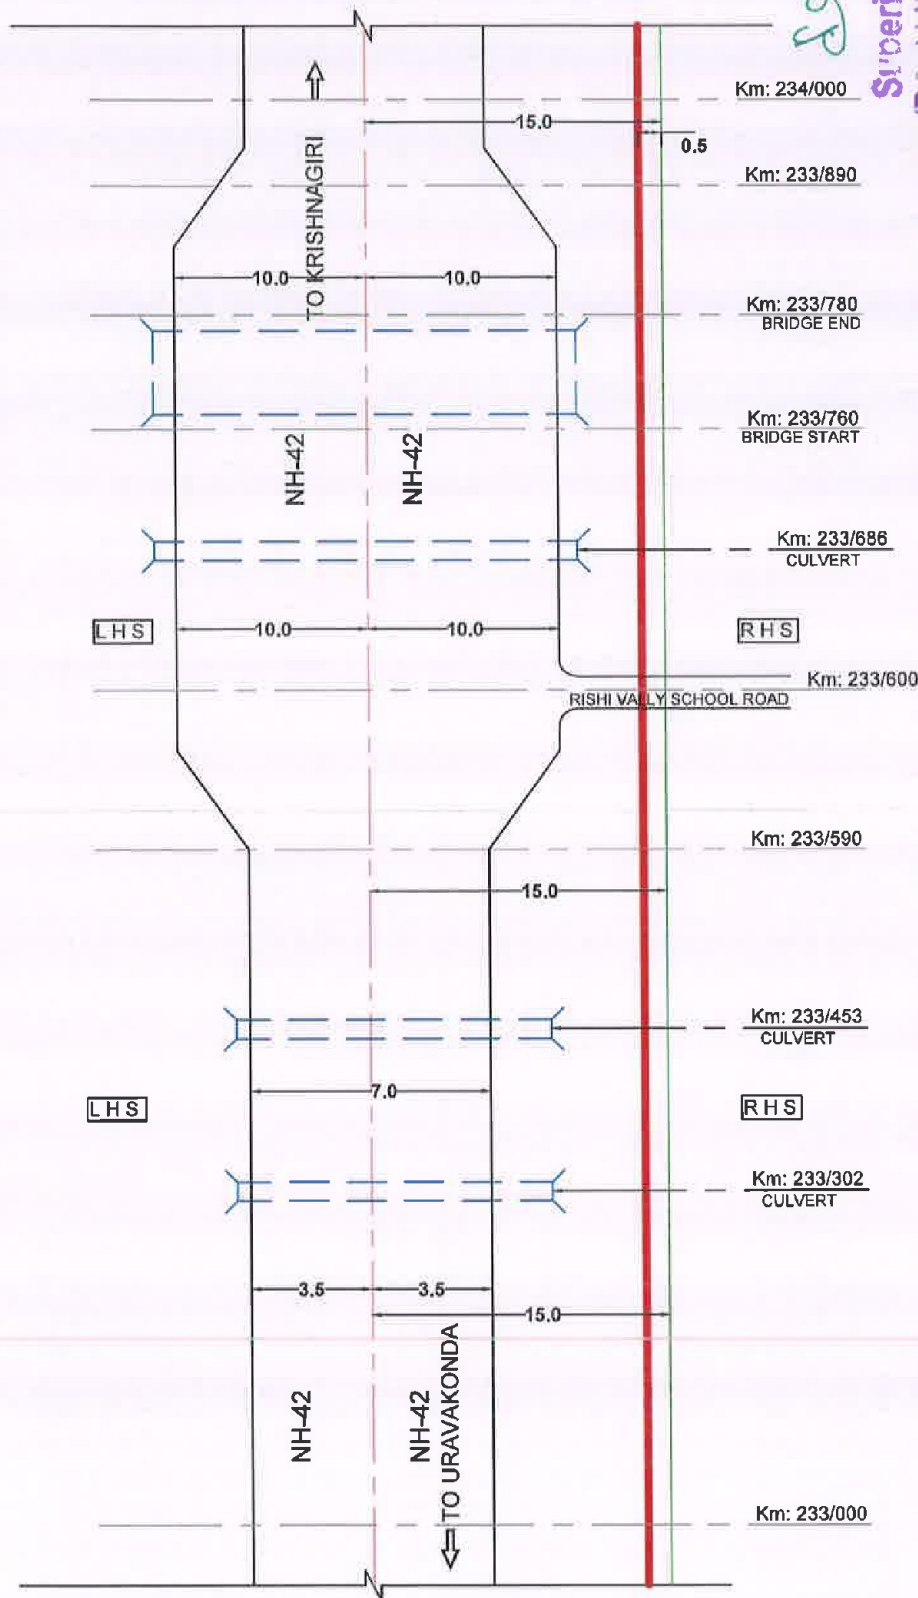 Superi
Km: 234/000
15.0
0.5
TO KRISHNAGIRI
Km: 233/890
10.0 10.0
Km: 233/780
BRIDGE END
Km: 233/760
BRIDGE START
NH-42 NH-42
Km: 233/686
CULVERT
LHS 10.0 10.0 RHS
Km: 233/600
RISHI VALLY SCHOOL ROAD
Km: 233/590
15.0
Km: 233/453
CULVERT
7.0
LHS RHS
Km: 233/302
CULVERT
3.5 3.5
15.0
NH-42 NH-42
TO URAVAKONDA
Km: 233/000